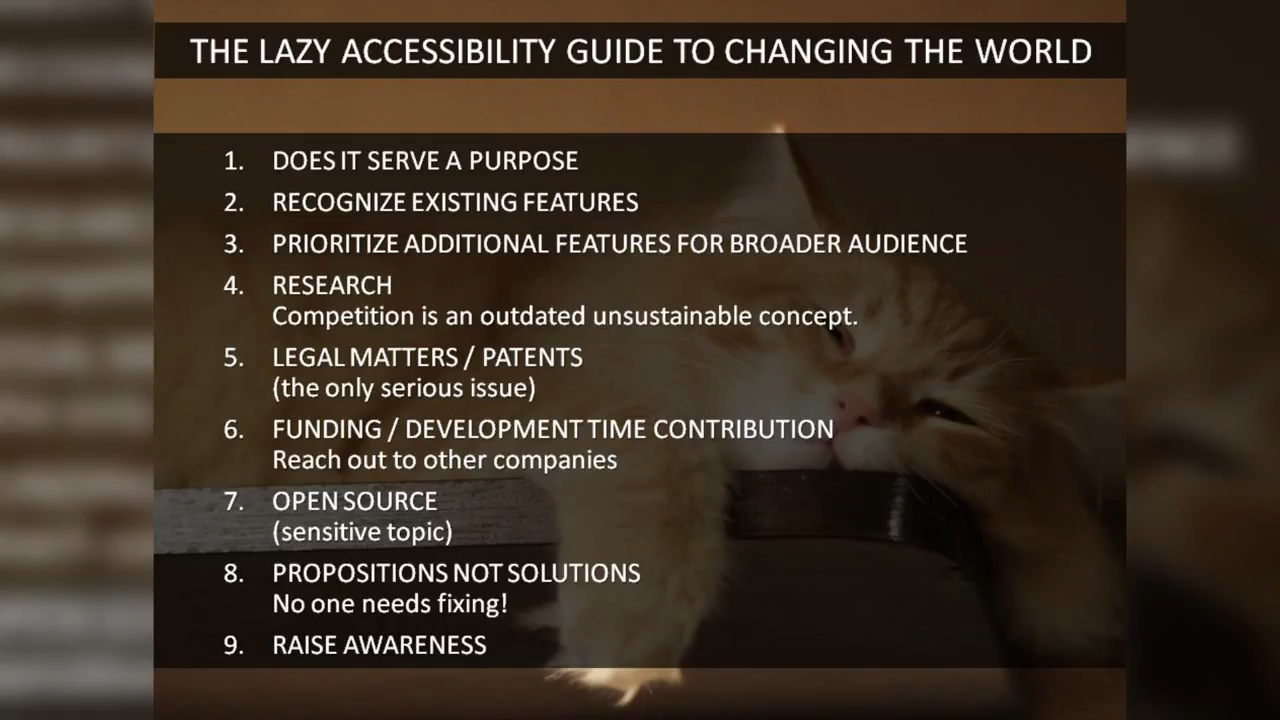 THE LAZY ACCESSIBILITY GUIDE TO CHANGING THE WORLD
1. DOES IT SERVE A PURPOSE
2. RECOGNIZE EXISTING FEATURES
3. PRIORITIZE ADDITIONAL FEATURES FOR BROADER AUDIENCE
4. RESEARCH
Competition is an outdated unsustainable concept.
5. LEGAL MATTERS / PATENTS
(the only serious issue)
6. FUNDING / DEVELOPMENT TIME CONTRIBUTION
Reach out to other companies
7. OPEN SOURCE
(sensitive topic)
8. PROPOSITIONS NOT SOLUTIONS
No one needs fixing!
9. RAISE AWARENESS